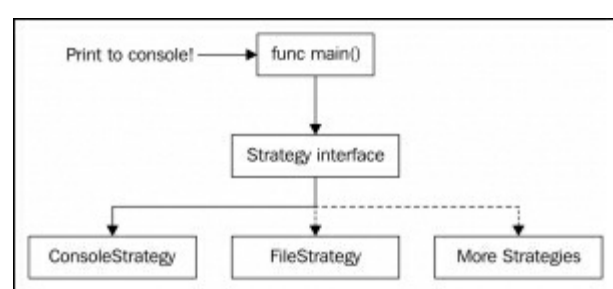 Print to console!
func main()
Strategy interface
ConsoleStrategy
FileStrategy
More Strategies